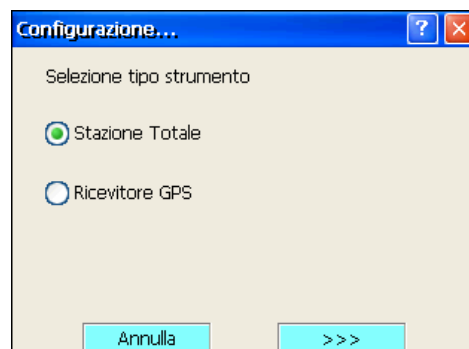 Configurazione...
?
Selezione tipo strumento
Stazione Totale
Ricevitore GPS
Annulla >>>